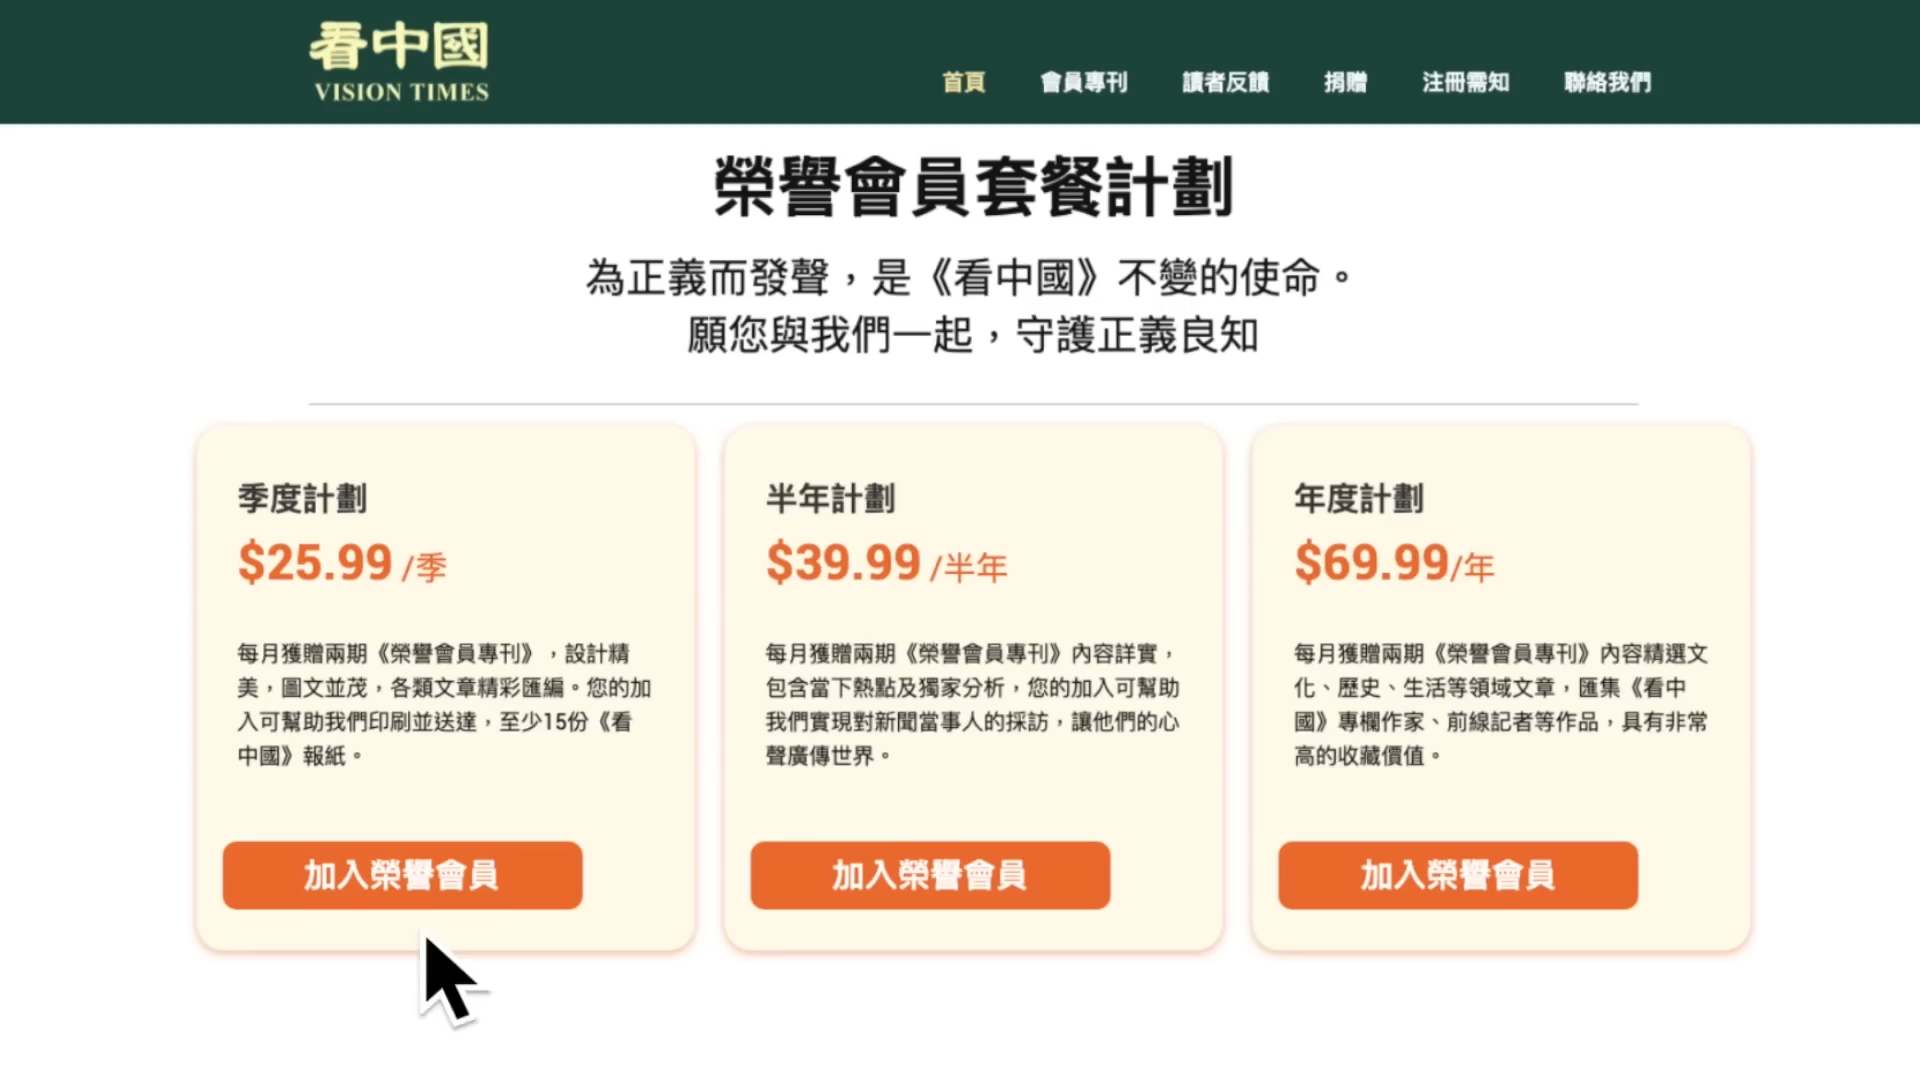 看中國
VISION TIMES
首頁 會員專刊 讀者反饋 捐贈 注冊需知 聯絡我們
榮譽會員套餐計劃
為正義而發聲，是《看中國》不變的使命。
願您與我們一起，守護正義良知
季度計劃
$25.99 /季
每月獲贈兩期《榮譽會員專刊》，設計精
美，圖文並茂，各類文章精彩匯編。您的加
入可幫助我們印刷並送達，至少15份《看
中國》報紙。
加入榮譽會員
半年計劃
$39.99 /半年
每月獲贈兩期《榮譽會員專刊》內容詳實，
包含當下熱點及獨家分析，您的加入可幫助
我們實現對新聞當事人的採訪，讓他們的心
聲廣傳世界。
加入榮譽會員
年度計劃
$69.99/年
每月獲贈兩期《榮譽會員專刊》內容精選文
化、歷史、生活等領域文章，匯集《看中
國》專欄作家、前線記者等作品，具有非常
高的收藏價值。
加入榮譽會員